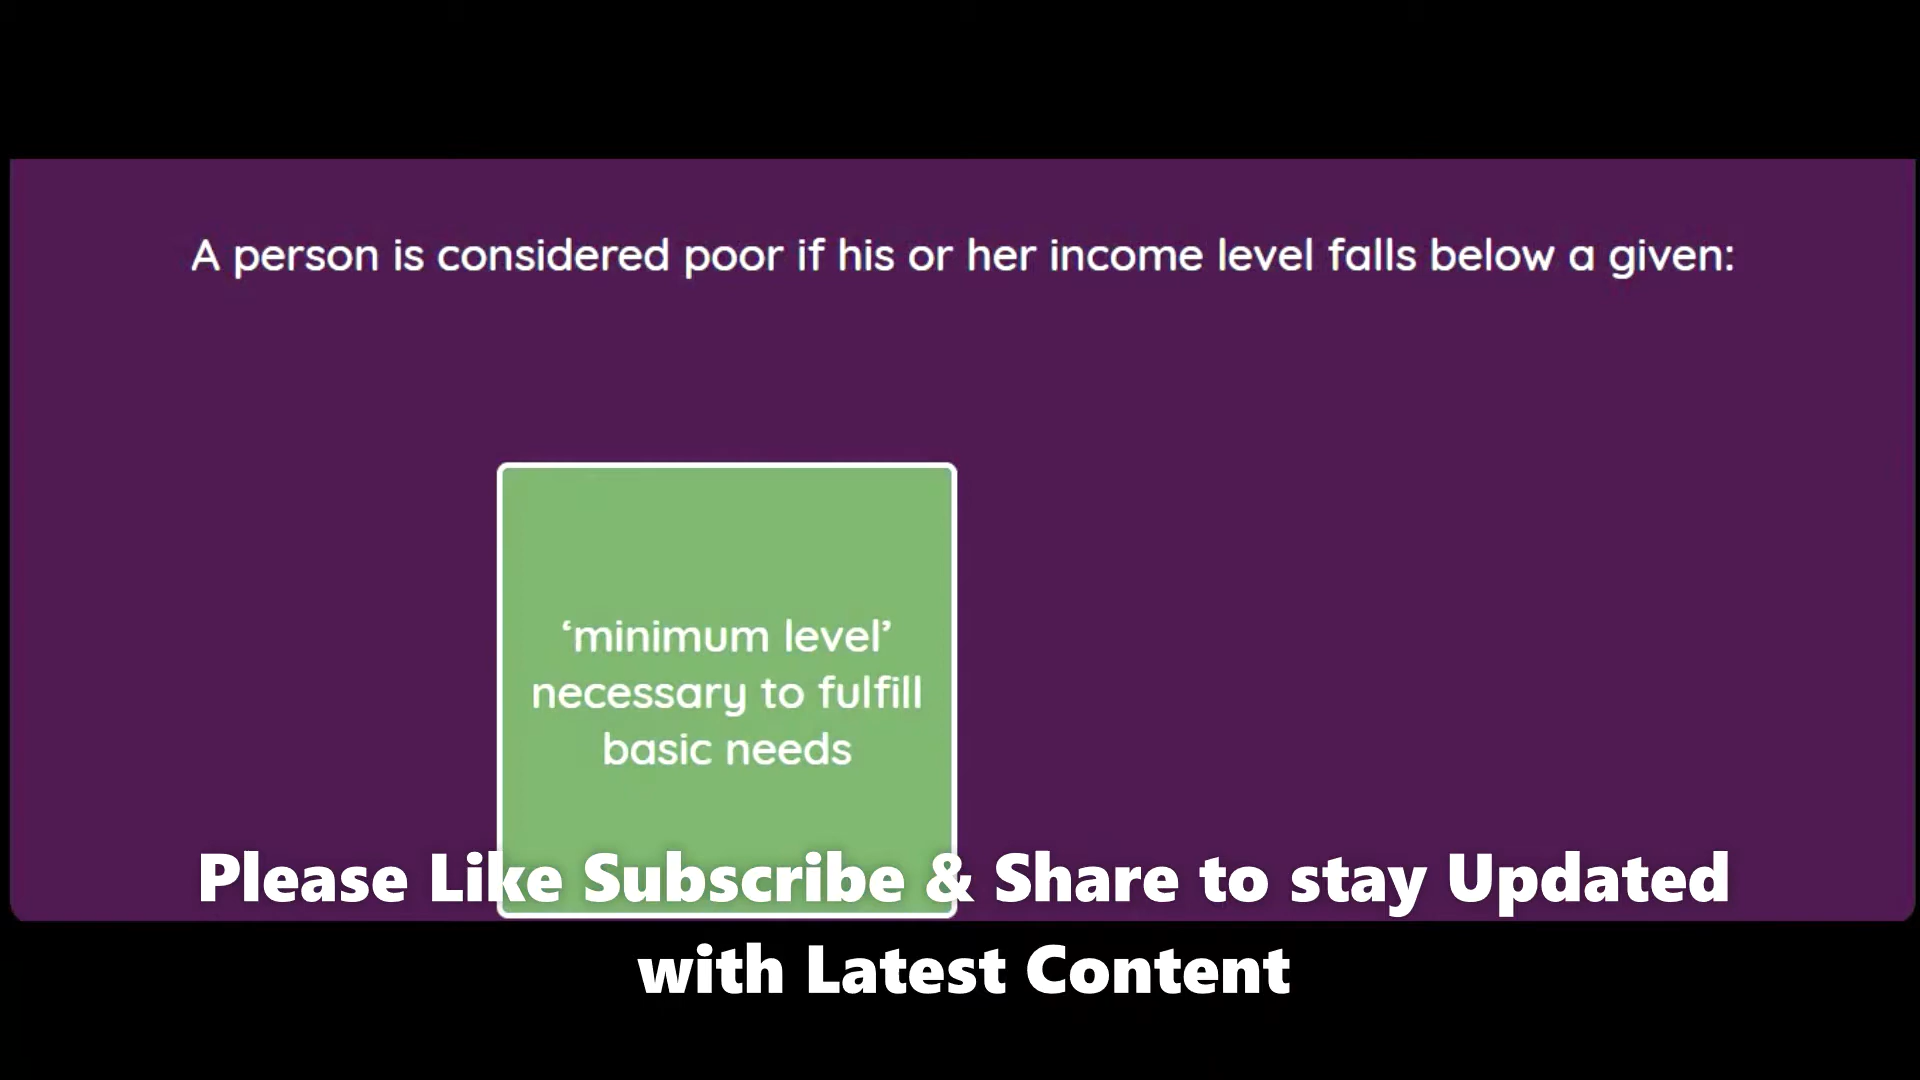 A person is considered poor if his or her income level falls below a given:
‘minimum level’
necessary to fulfill
basic needs
Please Like Subscribe & Share to stay Updated
with Latest Content